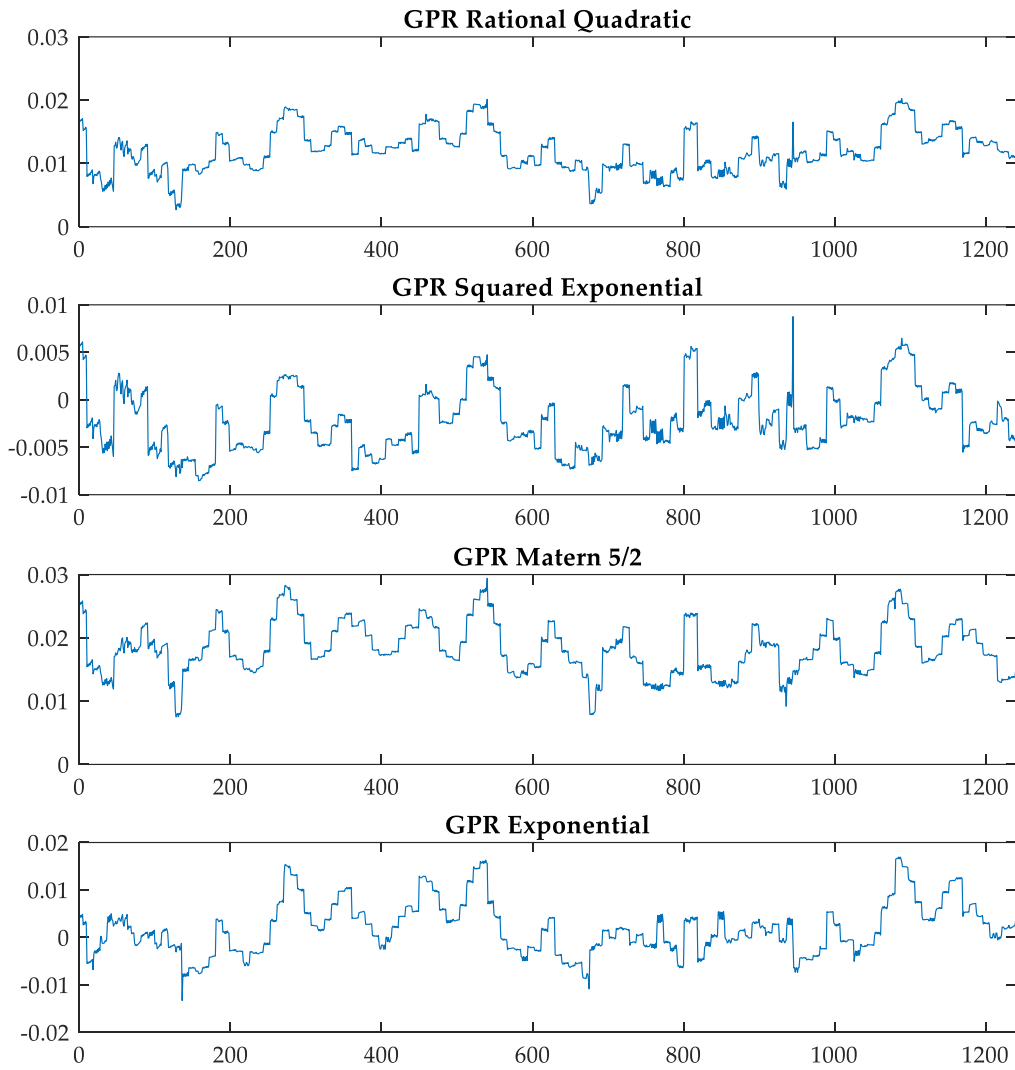 GPR Rational Quadratic
0.03
0.02
0.01
0
0 200 400 600 800 1000 1200
GPR Squared Exponential
0.01
0.005
0
-0.005
-0.01
0 200 400 600 800 1000 1200
GPR Matern 5/2
0.03
0.02
0.01
0
0 200 400 600 800 1000 1200
GPR Exponential
0.02
0.01
0
-0.01
-0.02
0 200 400 600 800 1000 1200